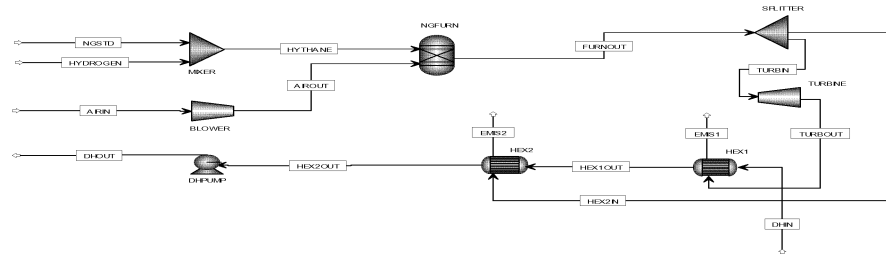 SPLITTER
NGFURN
NGSTD
HYTHANE
FURNOUT
HYDROGEN
MIXER
TURBIN
AIROUT
TURBINE
AIRIN
BLOWER
EMIS2
EMIS1
TURBOUT
HEX2
HEX1
DHOUT
HEX2OUT
HEX1OUT
DHPUMP
HEX2IN
DHIN